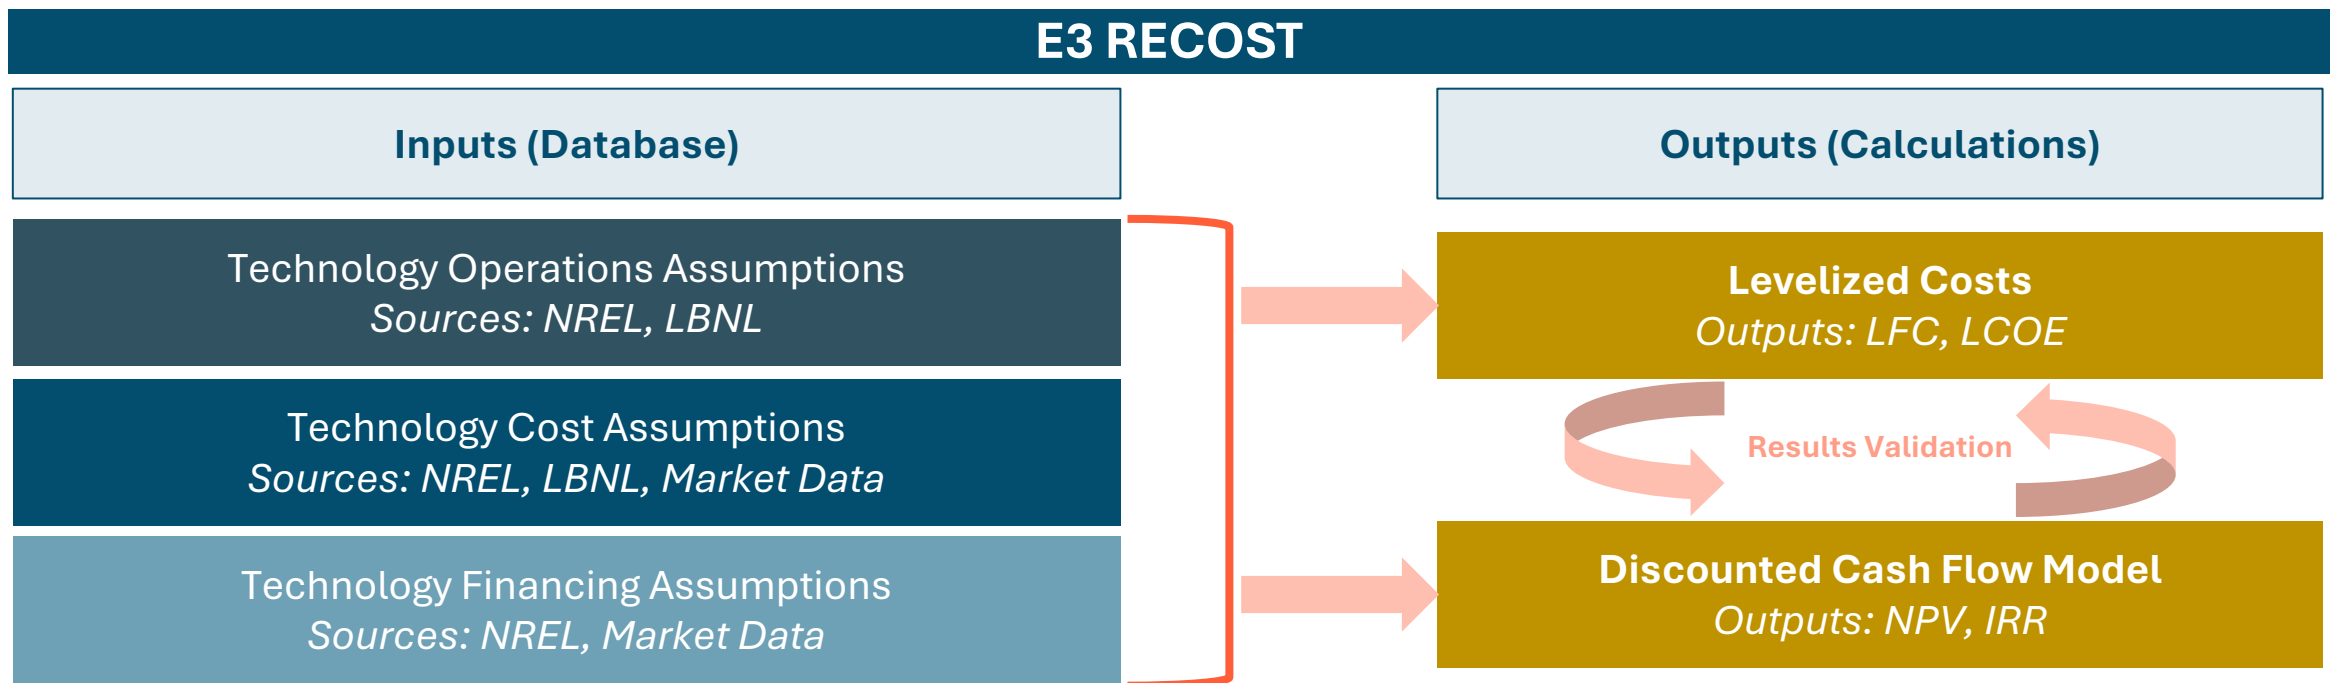 E3 RECOST
Inputs (Database)
Technology Operations Assumptions
Sources: NREL, LBNL
Technology Cost Assumptions
Sources: NREL, LBNL, Market Data
Technology Financing Assumptions
Sources: NREL, Market Data
Outputs (Calculations)
Levelized Costs
Outputs: LFC, LCOE
Results Validation
Discounted Cash Flow Model
Outputs: NPV, IRR